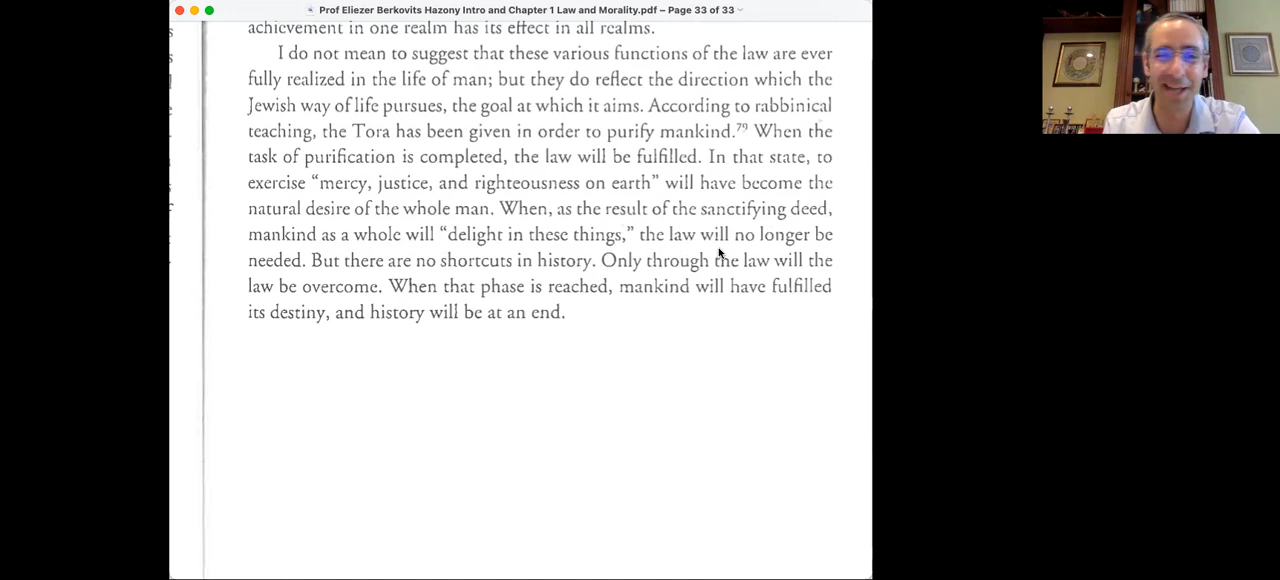 Prof Eliezer Berkovits Hazony Intro and Chapter 1 Law and Morality.pdf – Page 33 of 33
achievement in one realm has its effect in all realms.
I do not mean to suggest that these various functions of the law are ever
fully realized in the life of man; but they do reflect the direction which the
Jewish way of life pursues, the goal at which it aims. According to rabbinical
teaching, the Tora has been given in order to purify mankind.79 When the
task of purification is completed, the law will be fulfilled. In that state, to
exercise “mercy, justice, and righteousness on earth” will have become the
natural desire of the whole man. When, as the result of the sanctifying deed,
mankind as a whole will “delight in these things,” the law will no longer be
needed. But there are no shortcuts in history. Only through the law will the
law be overcome. When that phase is reached, mankind will have fulfilled
its destiny, and history will be at an end.